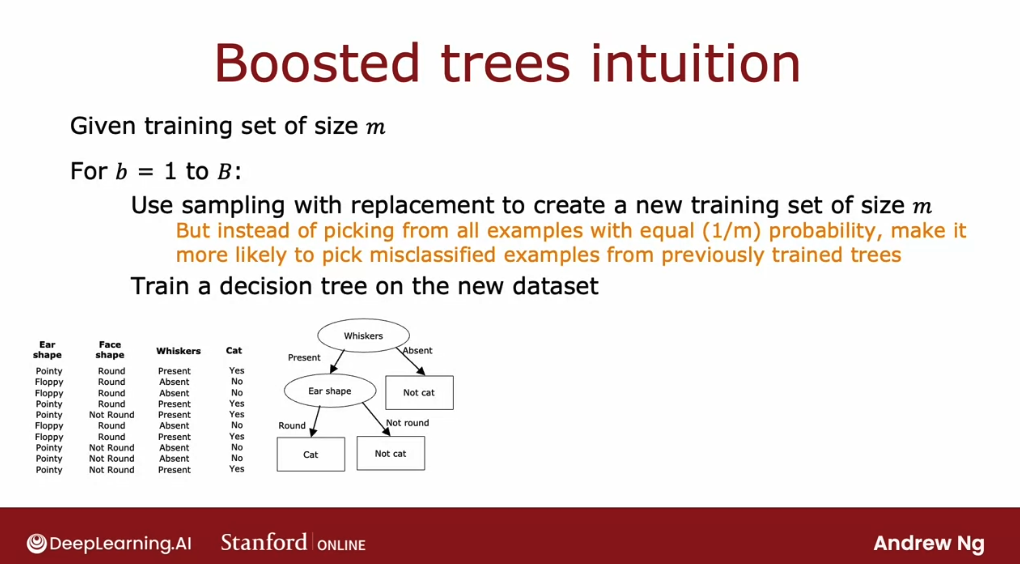 Boosted trees intuition
Given training set of size m
For b = 1 to B:
Use sampling with replacement to create a new training set of size m
But instead of picking from all examples with equal (1/m) probability, make it
more likely to pick misclassified examples from previously trained trees
Train a decision tree on the new dataset
Ear shape Face shape Whiskers Cat
Pointy Round Present Yes
Floppy Round Absent No
Floppy Round Absent No
Pointy Round Present Yes
Pointy Not Round Present Yes
Floppy Round Absent No
Floppy Round Present Yes
Pointy Not Round Absent No
Pointy Not Round Absent No
Pointy Not Round Present Yes
Whiskers
Present Absent
Ear shape Not cat
Round Not round
Cat Not cat
DeepLearning.AI Stanford ONLINE Andrew Ng